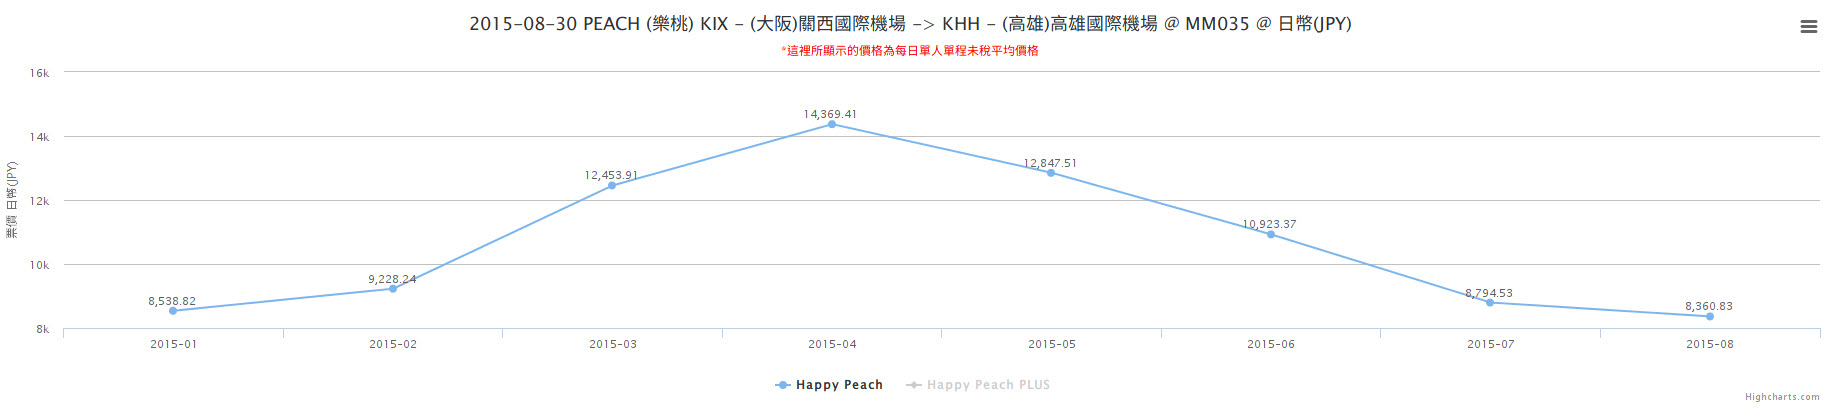 2015-08-30 PEACH (樂桃) KIX - (大阪)關西國際機場 -> KHH - (高雄)高雄國際機場 @ MM035 @ 日幣(JPY)
*這裡所顯示的價格為每日單人單程未稅平均價格
票價 日幣(JPY)
16k
14k
12k
10k
8k
8,538.82
9,228.24
12,453.91
14,369.41
12,847.51
10,923.37
8,794.53
8,360.83
2015-01 2015-02 2015-03 2015-04 2015-05 2015-06 2015-07 2015-08
Happy Peach Happy Peach PLUS
Highcharts.com